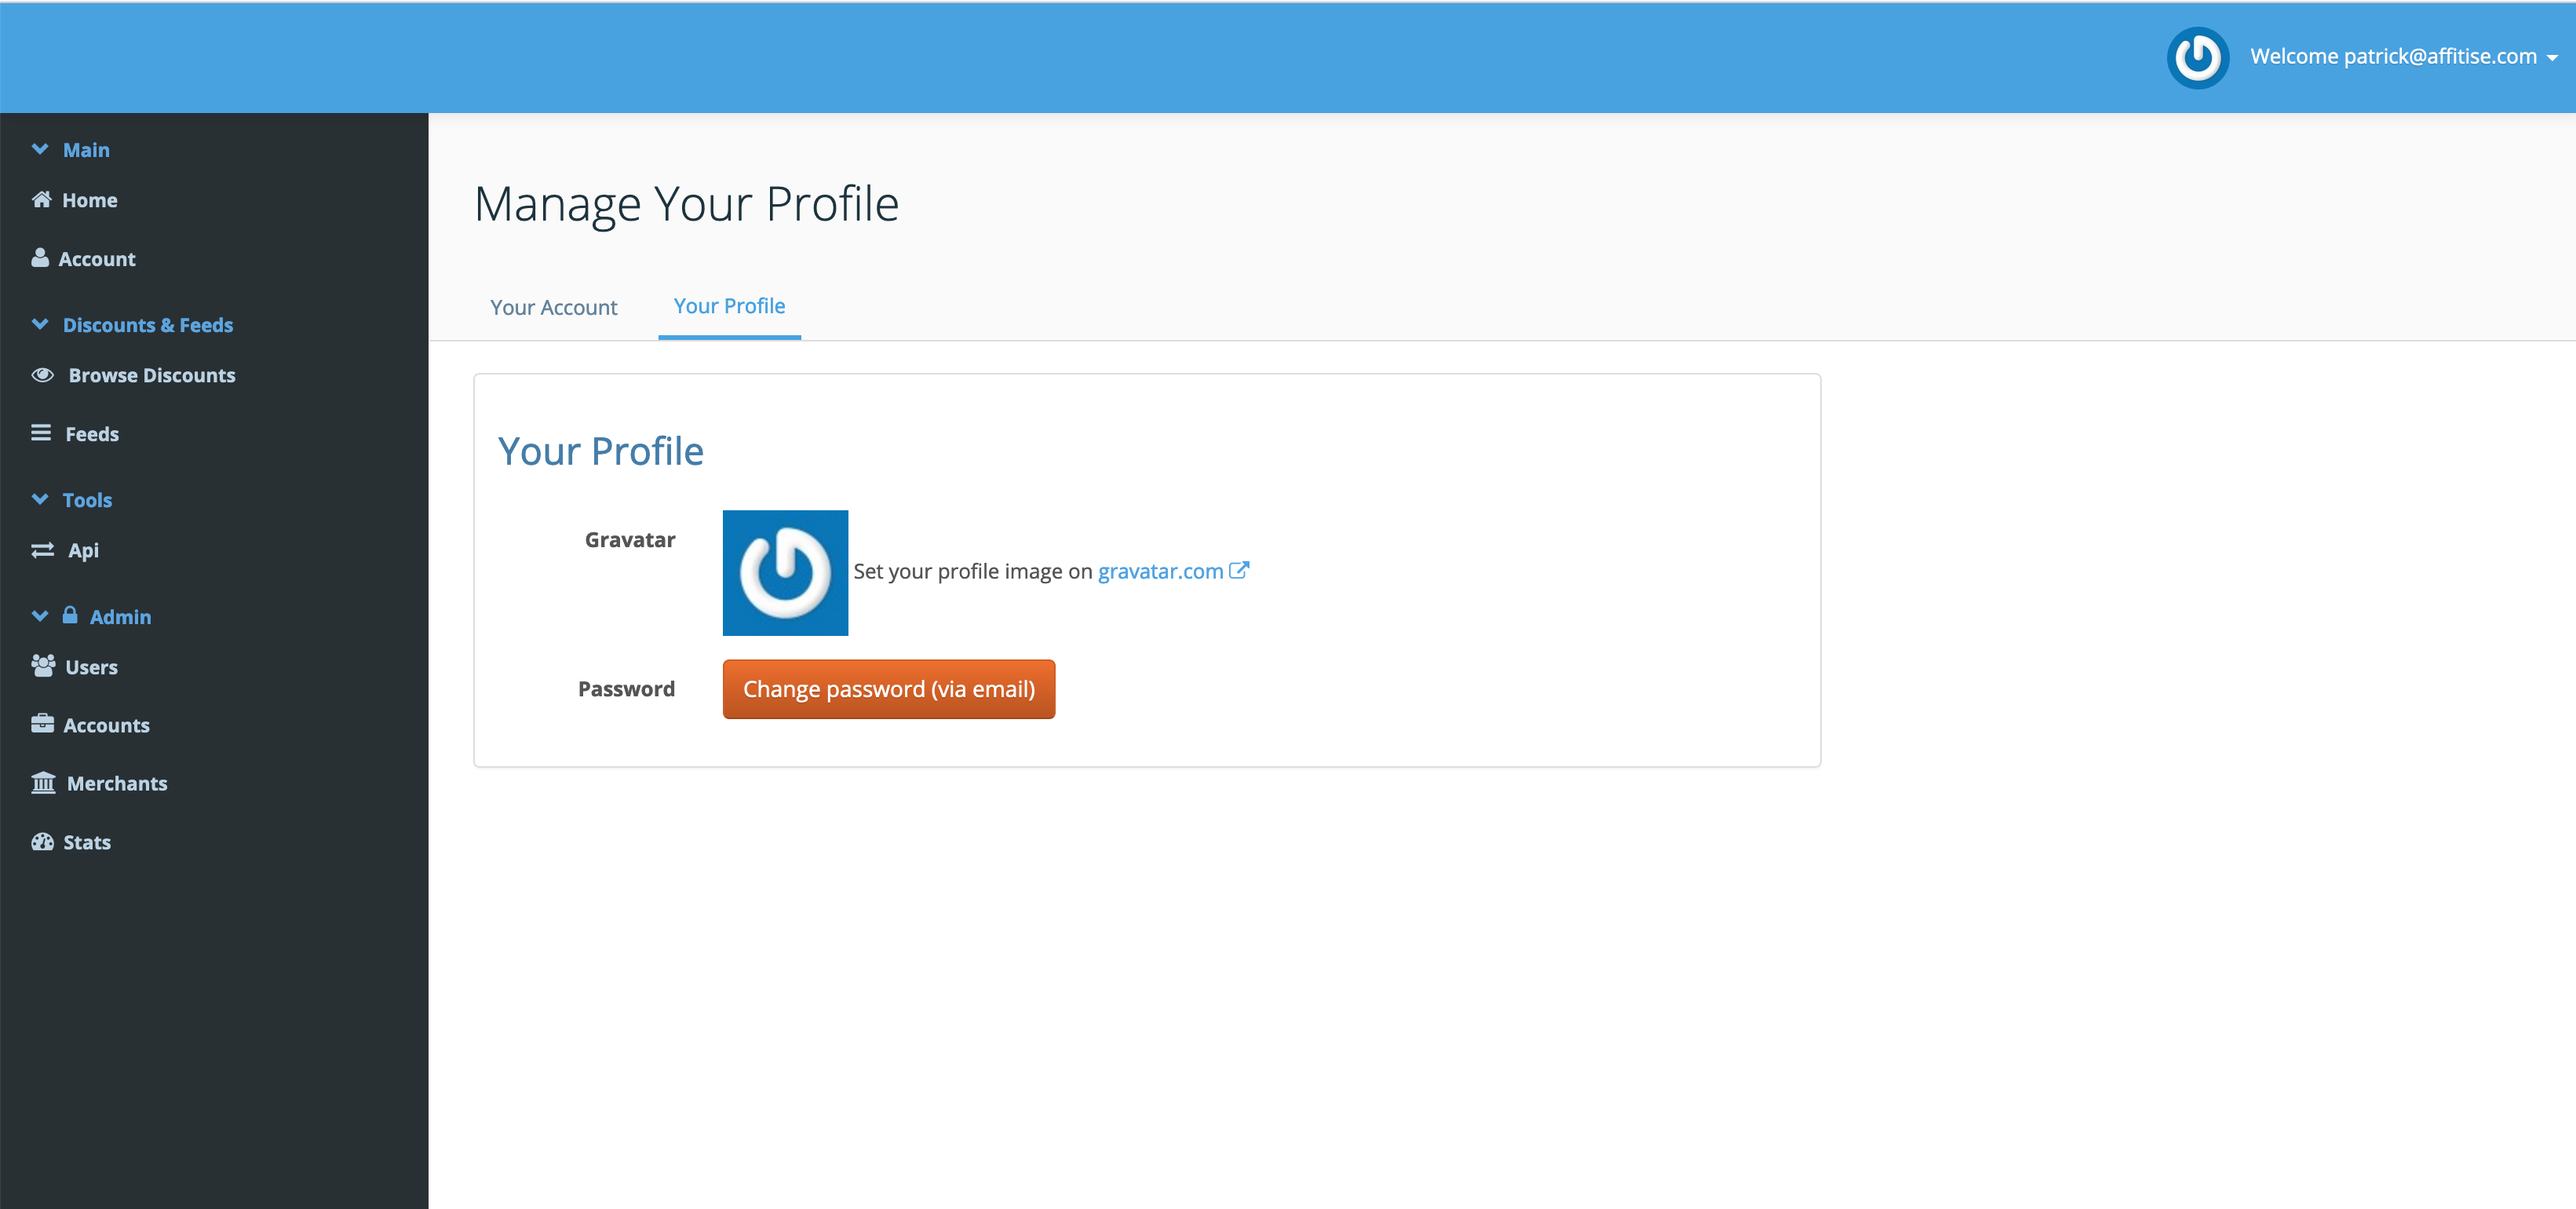 Welcome patrick@affitise.com
Main
Home
Account
Discounts & Feeds
Browse Discounts
Feeds
Tools
Api
Admin
Users
Accounts
Merchants
Stats
Manage Your Profile
Your Account
Your Profile
Your Profile
Gravatar
Set your profile image on gravatar.com
Password
Change password (via email)